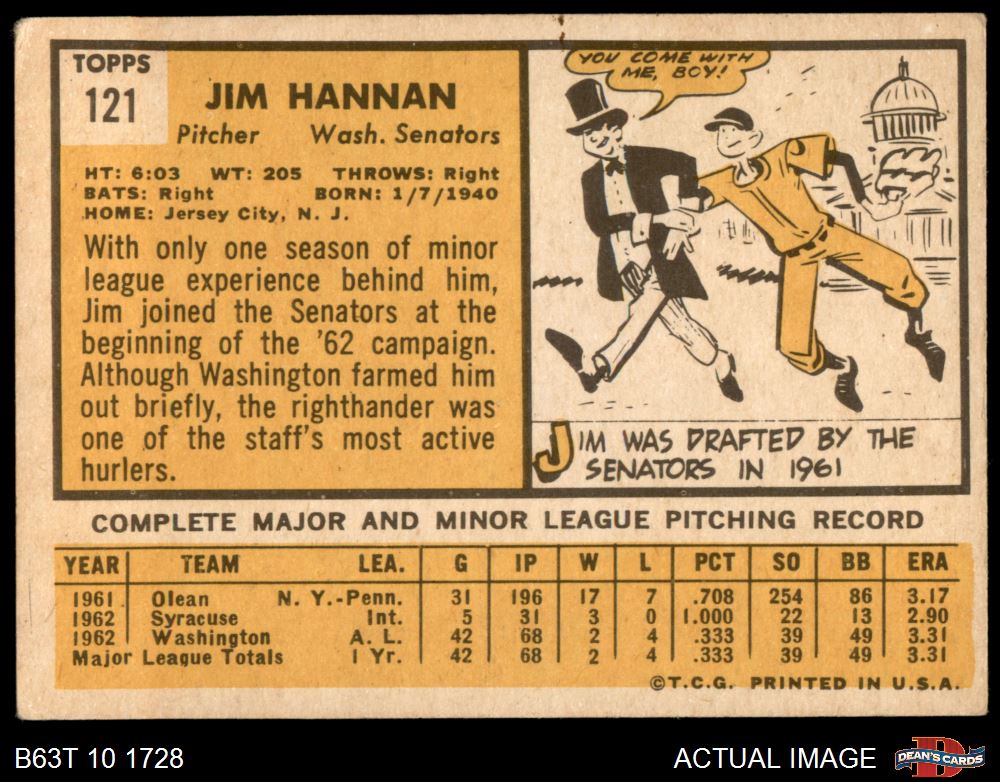 TOPPS
121
JIM HANNAN
Pitcher Wash. Senators
HT: 6:03 WT: 205 THROWS: Right
BATS: Right BORN: 1/7/1940
HOME: Jersey City, N. J.
With only one season of minor
league experience behind him,
Jim joined the Senators at the
beginning of the '62 campaign.
Although Washington farmed him
out briefly, the righthander was
one of the staff's most active
hurlers.
YOU COME WITH
ME, BOY!
JIM WAS DRAFTED BY THE
SENATORS IN 1961
COMPLETE MAJOR AND MINOR LEAGUE PITCHING RECORD
YEAR TEAM LEA. G IP W L PCT SO BB ERA
1961 Olean N. Y.-Penn. 31 196 17 7 .708 254 86 3.17
1962 Syracuse Int. 5 31 3 0 1.000 22 13 2.90
1962 Washington A. L. 42 68 2 4 .333 39 49 3.31
Major League Totals 1 Yr. 42 68 2 4 .333 39 49 3.31
©T.C.G. PRINTED IN U.S.A.
B63T 10 1728
ACTUAL IMAGE
D
DEAN'S CARDS